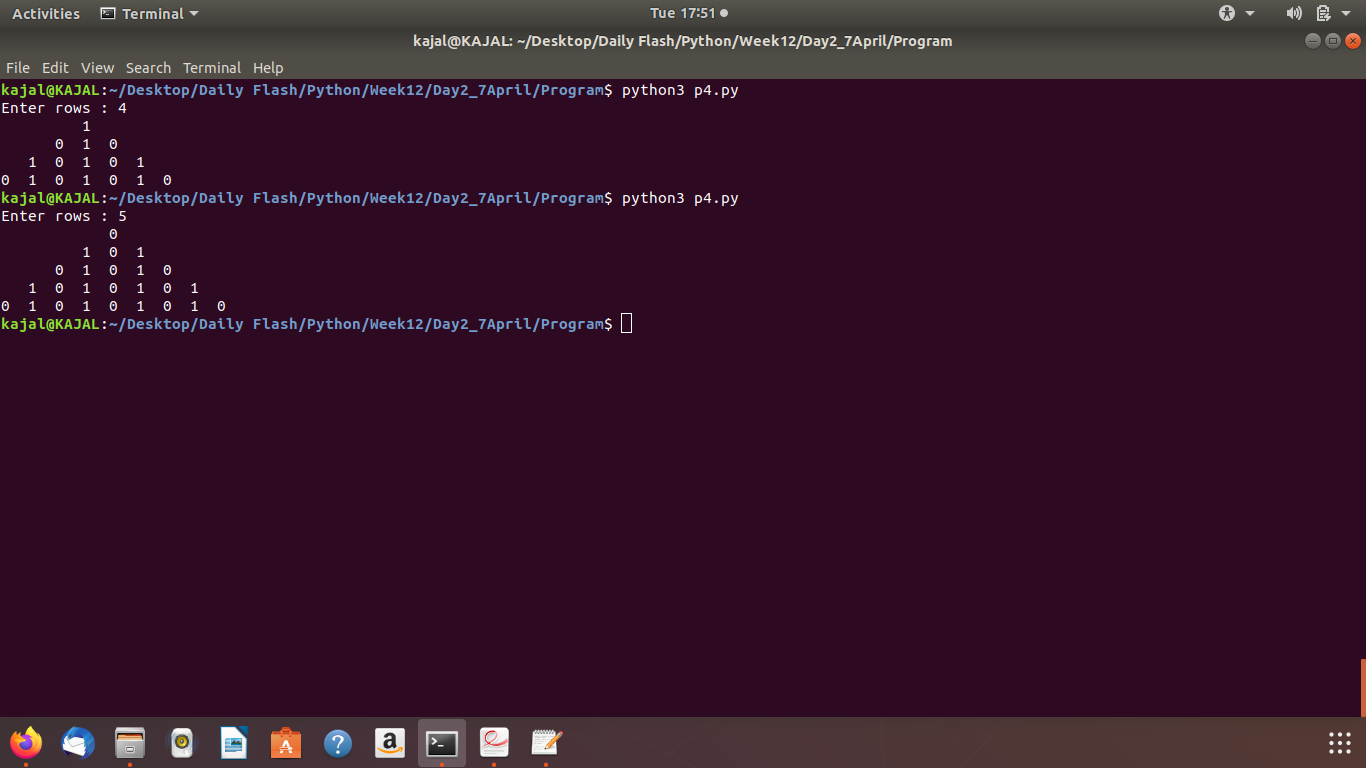 Activities Terminal Tue 17:51
kajal@KAJAL: ~/Desktop/Daily Flash/Python/Week12/Day2_7April/Program
File Edit View Search Terminal Help
kajal@KAJAL:~/Desktop/Daily Flash/Python/Week12/Day2_7April/Program$ python3 p4.py
Enter rows : 4
         1
      0  1  0
   1  0  1  0  1
0  1  0  1  0  1  0
kajal@KAJAL:~/Desktop/Daily Flash/Python/Week12/Day2_7April/Program$ python3 p4.py
Enter rows : 5
            0
         1  0  1
      0  1  0  1  0
   1  0  1  0  1  0  1
0  1  0  1  0  1  0  1  0
kajal@KAJAL:~/Desktop/Daily Flash/Python/Week12/Day2_7April/Program$